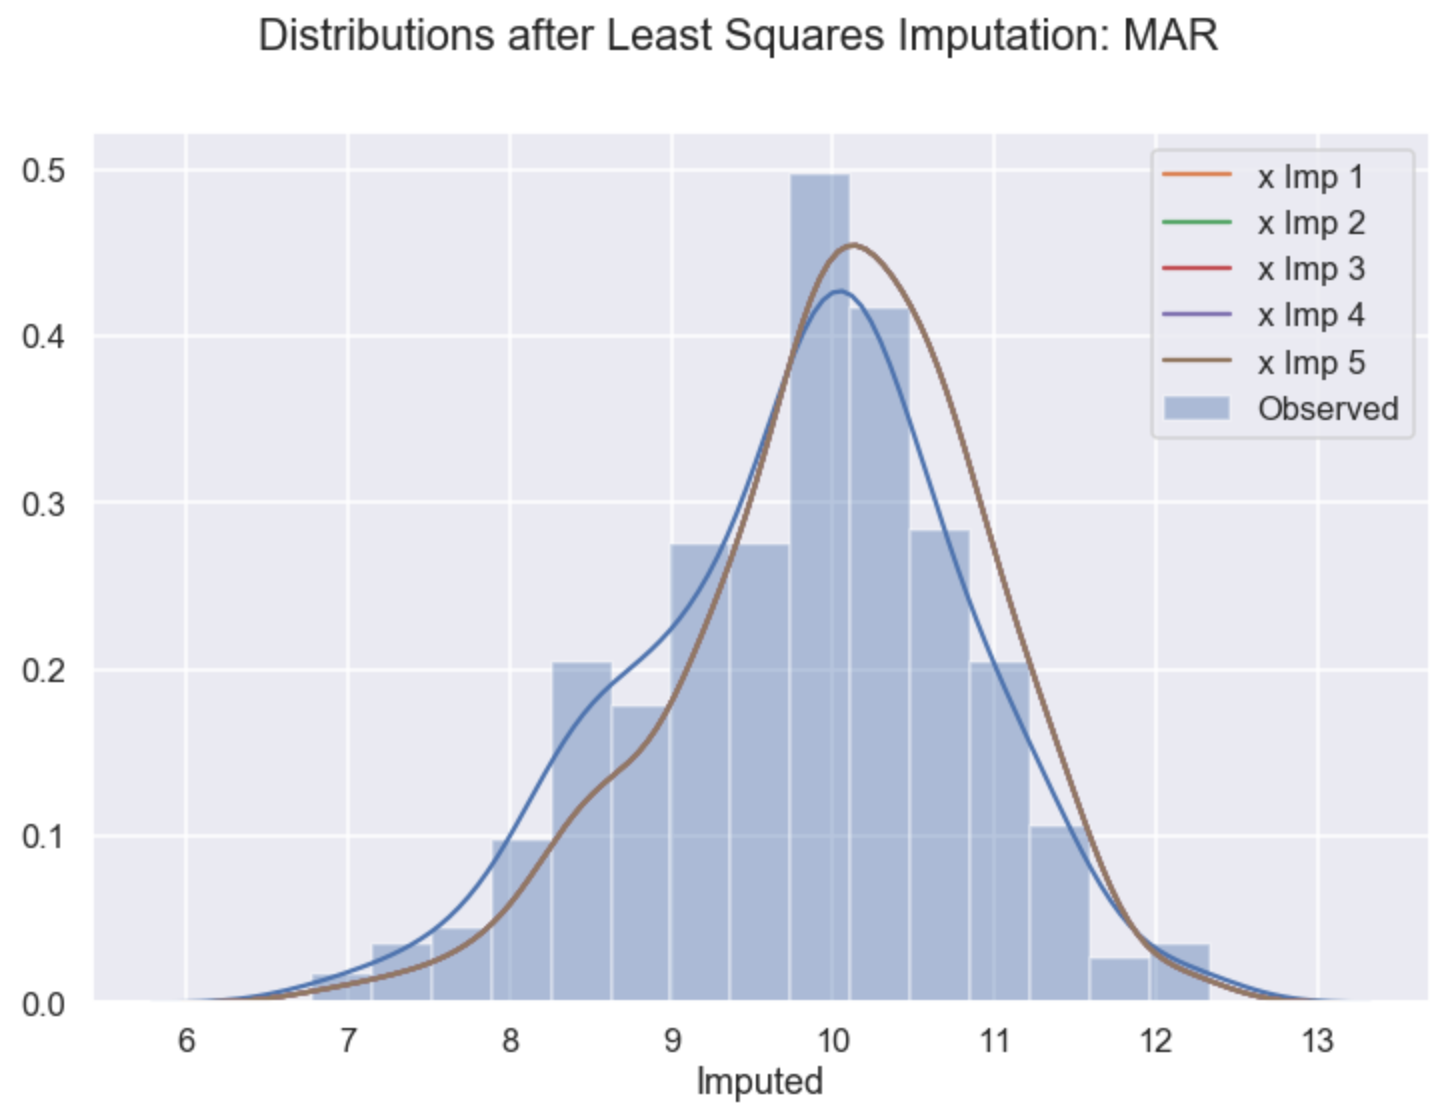 Distributions after Least Squares Imputation: MAR
0.5
0.4
0.3
0.2
0.1
0.0
x Imp 1
x Imp 2
x Imp 3
x Imp 4
x Imp 5
Observed
6 7 8 9 10 11 12 13
Imputed